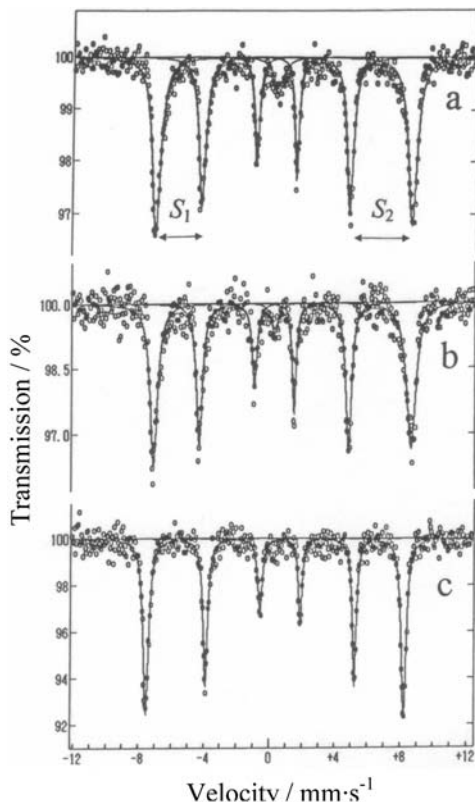 100
99
98
97
a
S1
S2
100.0
98.5
97.0
b
Transmission / %
100
98
96
94
92
c
-12 -8 -4 0 +4 +8 +12
Velocity / mm·s-1